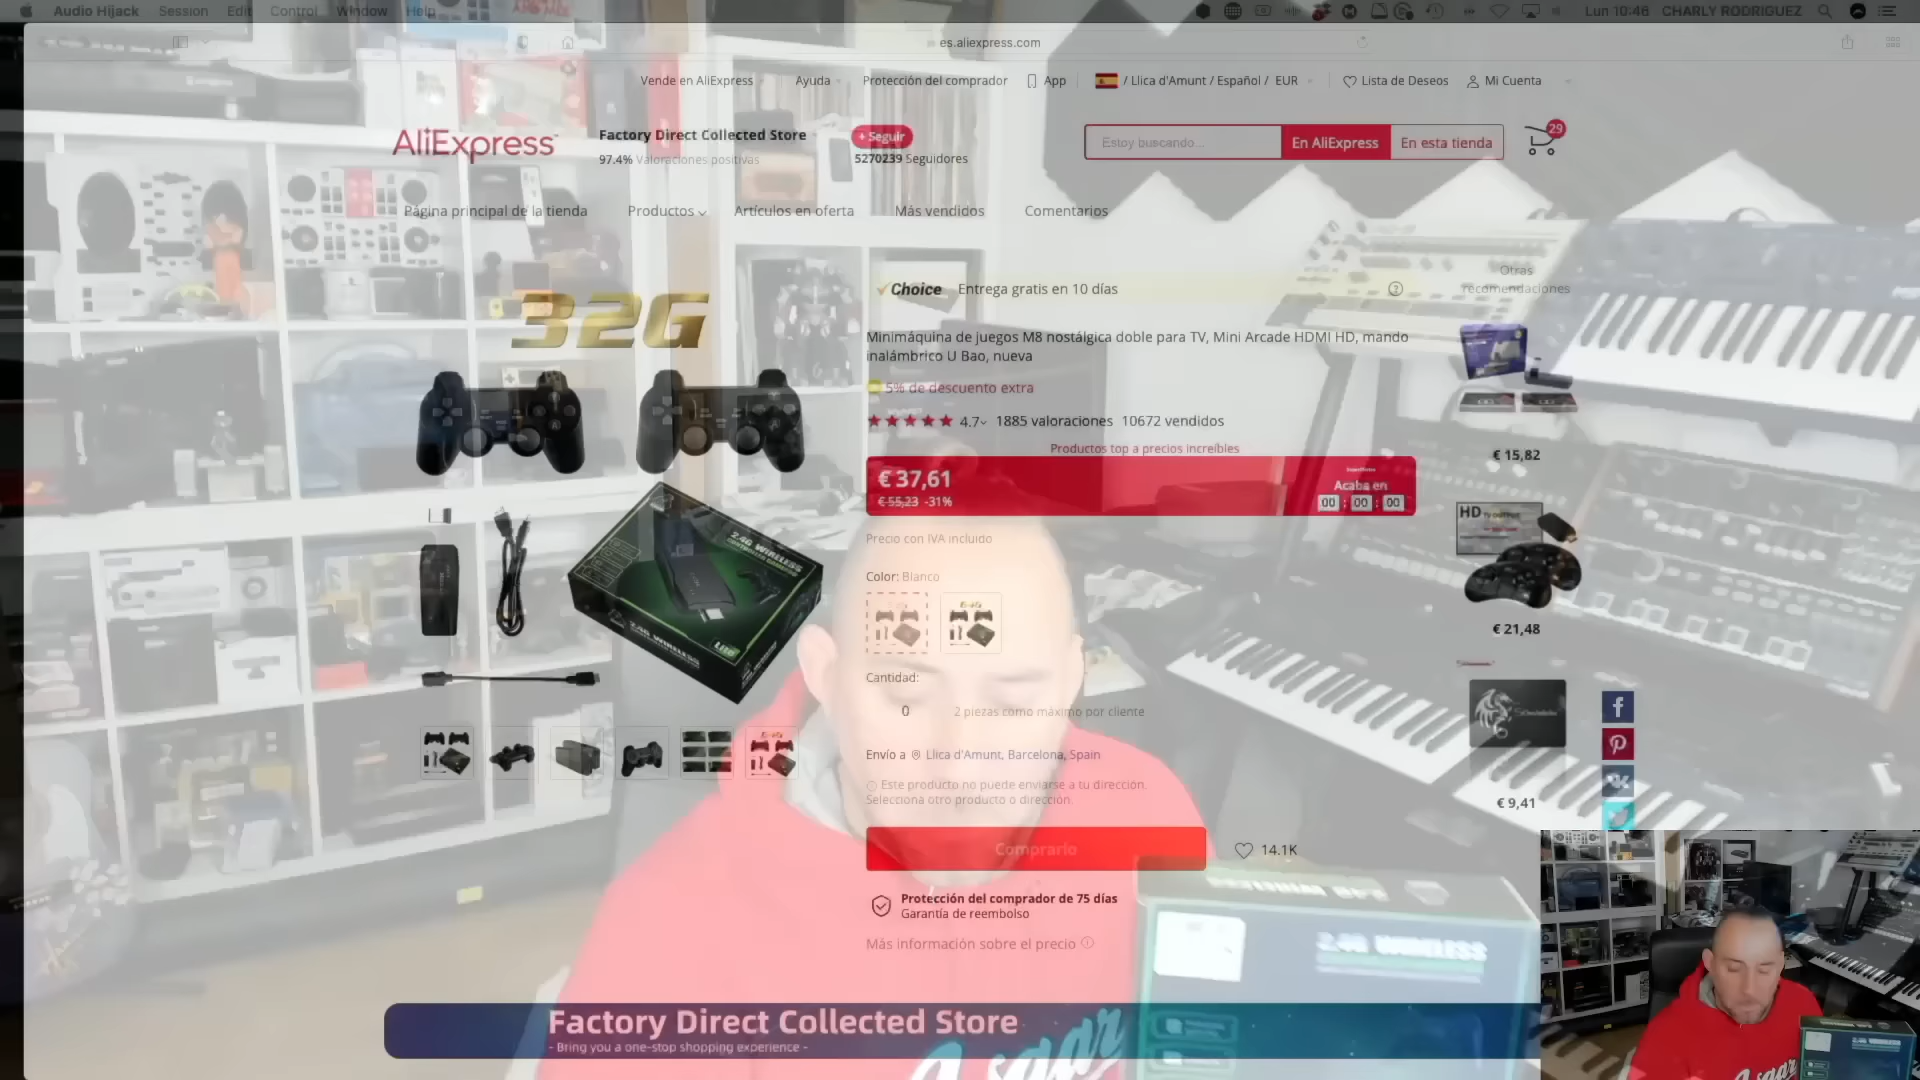 Audio Hijack Session Edit Control Window Help
Lun 10:46 CHARLY RODRIGUEZ
es.aliexpress.com
Vende en AliExpress Ayuda Protección del comprador App / Llica d'Amunt / Español / EUR Lista de Deseos Mi Cuenta
AliExpress
Factory Direct Collected Store
97.4% Valoraciones positivas
+ Seguir
5270239 Seguidores
Estoy buscando...
En AliExpress
En esta tienda
29
Página principal de la tienda Productos Artículos en oferta Más vendidos Comentarios
32G
Choice Entrega gratis en 10 días
Minimáquina de juegos M8 nostálgica doble para TV, Mini Arcade HDMI HD, mando
inalámbrico U Bao, nueva
5% de descuento extra
4.7 1885 valoraciones 10672 vendidos
Productos top a precios increíbles
€ 37,61
€ 55,23 -31%
Acaba en
00 : 00 : 00
Precio con IVA incluido
Color: Blanco
Cantidad:
0
2 piezas como máximo por cliente
Envío a Llica d'Amunt, Barcelona, Spain
Este producto no puede enviarse a tu dirección.
Selecciona otro producto o dirección.
Comprarlo
14.1K
Protección del comprador de 75 días
Garantía de reembolso
Más información sobre el precio
Otras
recomendaciones
€ 15,82
HD
€ 21,48
€ 9,41
2.4G WIRELESS
CONTROLLER GAMEPAD
2.4G WIRELESS
Lite
2.4G WIRELESS
Factory Direct Collected Store
- Bring you a one-stop shopping experience -